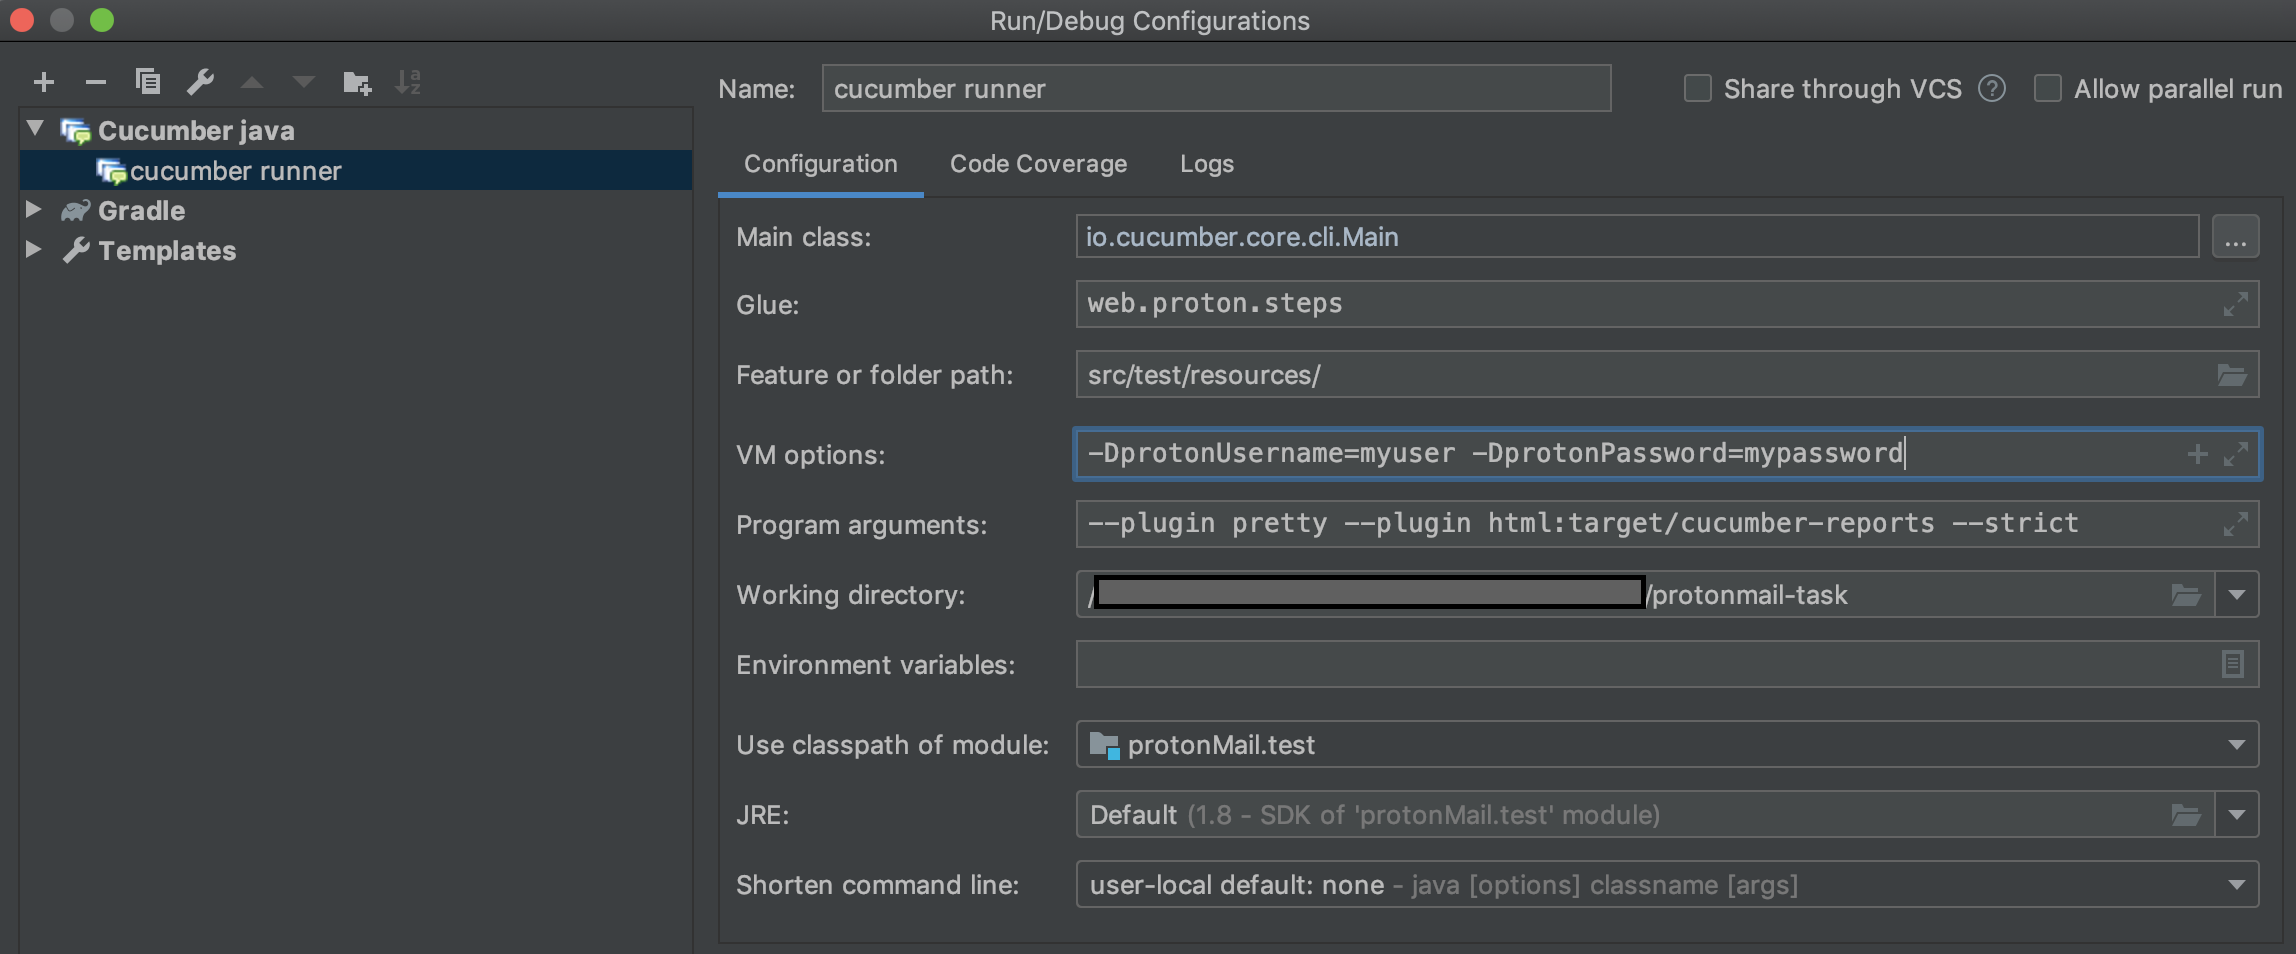 Run/Debug Configurations
Name: cucumber runner Share through VCS ? Allow parallel run
Cucumber java
cucumber runner
Gradle
Templates
Configuration Code Coverage Logs
Main class: io.cucumber.core.cli.Main ...
Glue: web.proton.steps
Feature or folder path: src/test/resources/
VM options: -DprotonUsername=myuser -DprotonPassword=mypassword
Program arguments: --plugin pretty --plugin html:target/cucumber-reports --strict
Working directory: / /protonmail-task
Environment variables:
Use classpath of module: protonMail.test
JRE: Default (1.8 - SDK of 'protonMail.test' module)
Shorten command line: user-local default: none - java [options] classname [args]